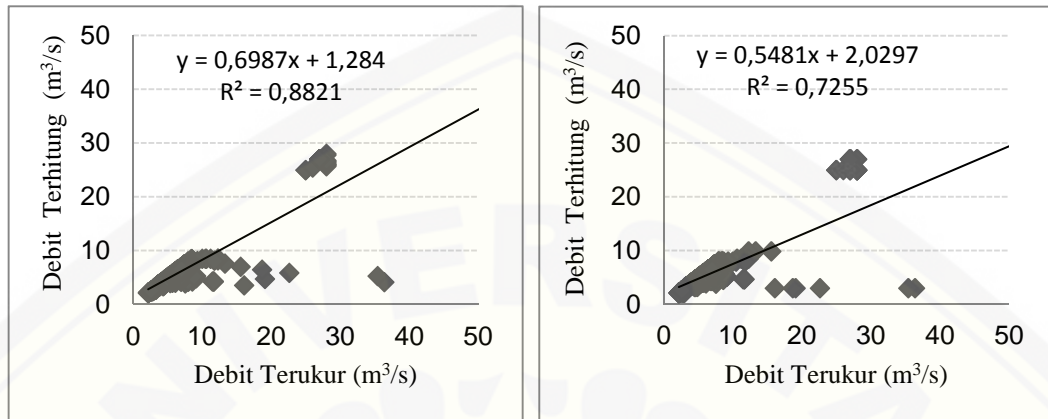 50
40
30
20
10
0
0 10 20 30 40 50
Debit Terhitung (m³/s)
Debit Terukur (m³/s)
y = 0,6987x + 1,284
R² = 0,8821
50
40
30
20
10
0
0 10 20 30 40 50
Debit Terhitung (m³/s)
Debit Terukur (m³/s)
y = 0,5481x + 2,0297
R² = 0,7255
NIVERSITA